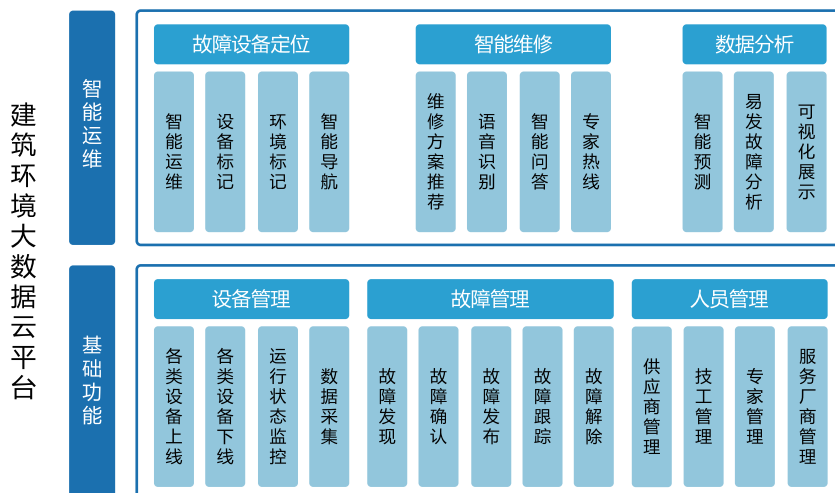 建筑环境大数据云平台
智能运维
故障设备定位
智能运维
设备标记
环境标记
智能导航
智能维修
维修方案推荐
语音识别
智能问答
专家热线
数据分析
智能预测
易发故障分析
可视化展示
基础功能
设备管理
各类设备上线
各类设备下线
运行状态监控
数据采集
故障管理
故障发现
故障确认
故障发布
故障跟踪
故障解除
人员管理
供应商管理
技工管理
专家管理
服务厂商管理